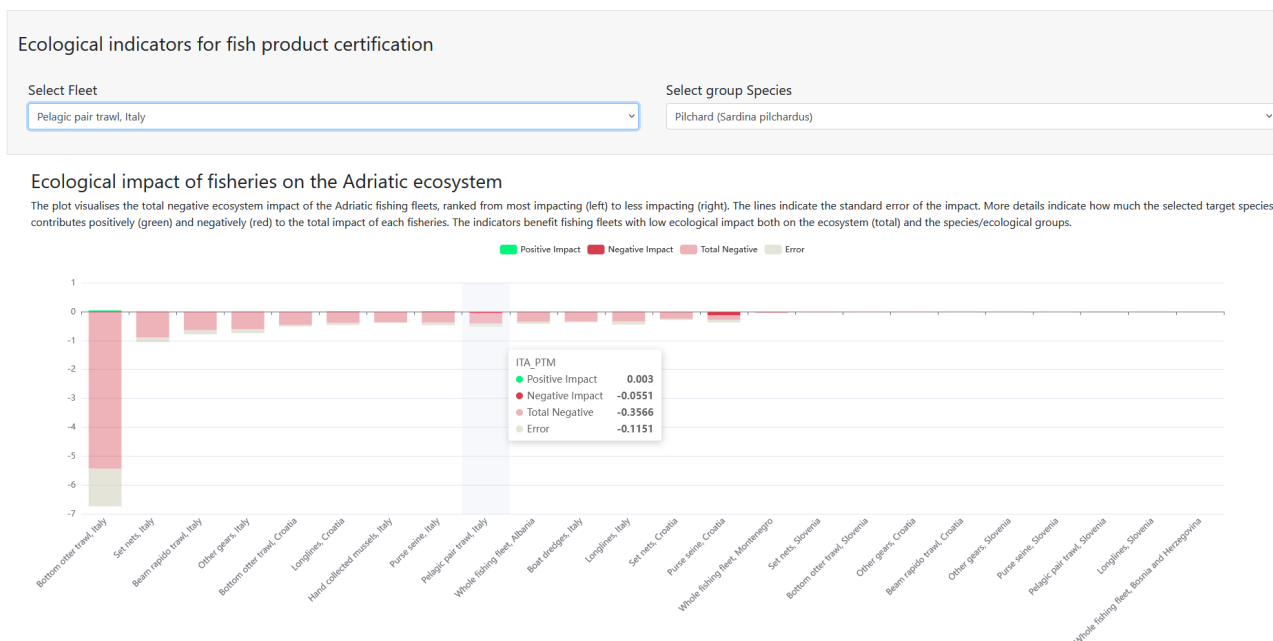 Ecological indicators for fish product certification
Select Fleet
Select group Species
Pelagic pair trawl, Italy
Pilchard (Sardina pilchardus)
Ecological impact of fisheries on the Adriatic ecosystem
The plot visualises the total negative ecosystem impact of the Adriatic fishing fleets, ranked from most impacting (left) to less impacting (right). The lines indicate the standard error of the impact. More details indicate how much the selected target species
contributes positively (green) and negatively (red) to the total impact of each fisheries. The indicators benefit fishing fleets with low ecological impact both on the ecosystem (total) and the species/ecological groups.
Positive Impact Negative Impact Total Negative Error
1
0
-1
-2
-3
-4
-5
-6
-7
ITA_PTM
Positive Impact 0.003
Negative Impact -0.0551
Total Negative -0.3566
Error -0.1151
Bottom otter trawl, Italy
Set nets, Italy
Beam rapido trawl, Italy
Other gears, Italy
Bottom otter trawl, Croatia
Longlines, Croatia
Hand collected mussels, Italy
Purse seine, Italy
Pelagic pair trawl, Italy
Whole fishing fleet, Albania
Boat dredges, Italy
Longlines, Italy
Set nets, Croatia
Purse seine, Croatia
Whole fishing fleet, Montenegro
Set nets, Slovenia
Bottom otter trawl, Slovenia
Other gears, Croatia
Beam rapido trawl, Croatia
Other gears, Slovenia
Purse seine, Slovenia
Pelagic pair trawl, Slovenia
Longlines, Slovenia
Whole fishing fleet, Bosnia and Herzegovina